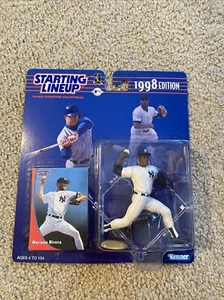 STARTING
LINEUP
1998 EDITION
Mariano Rivera
AGES 4 TO 104
Kenner